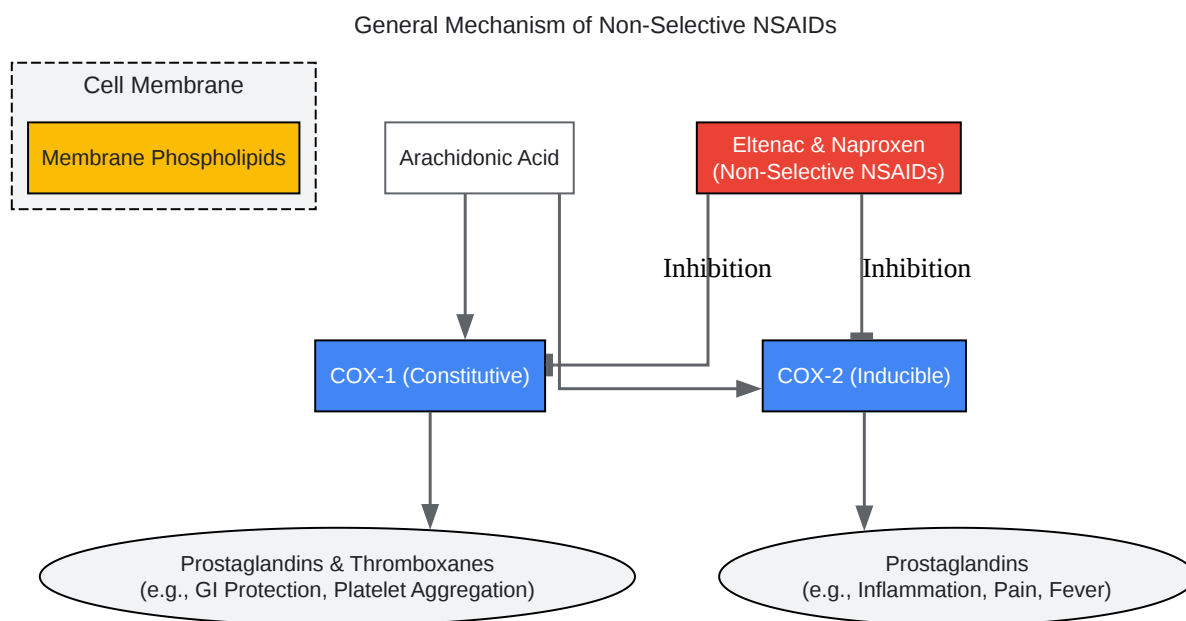 General Mechanism of Non-Selective NSAIDs
Cell Membrane
Membrane Phospholipids
Arachidonic Acid
Eltenac & Naproxen
(Non-Selective NSAIDs)
Inhibition
Inhibition
COX-1 (Constitutive)
COX-2 (Inducible)
Prostaglandins & Thromboxanes
(e.g., GI Protection, Platelet Aggregation)
Prostaglandins
(e.g., Inflammation, Pain, Fever)